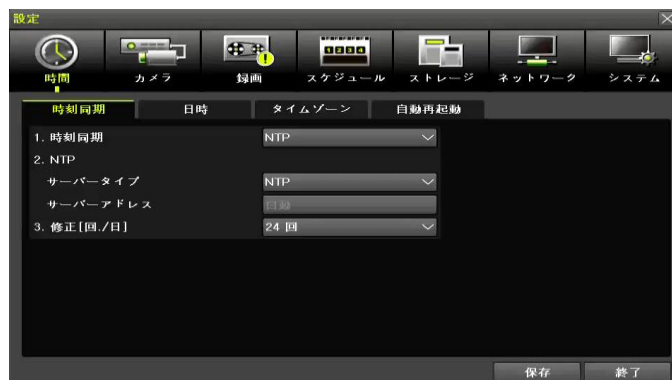 設定
時間 カメラ 録画 スケジュール ストレージ ネットワーク システム
時刻同期 日時 タイムゾーン 自動再起動
1. 時刻同期 NTP
2. NTP
サーバータイプ NTP
サーバーアドレス 自動
3. 修正[回./日] 24 回
保存 終了